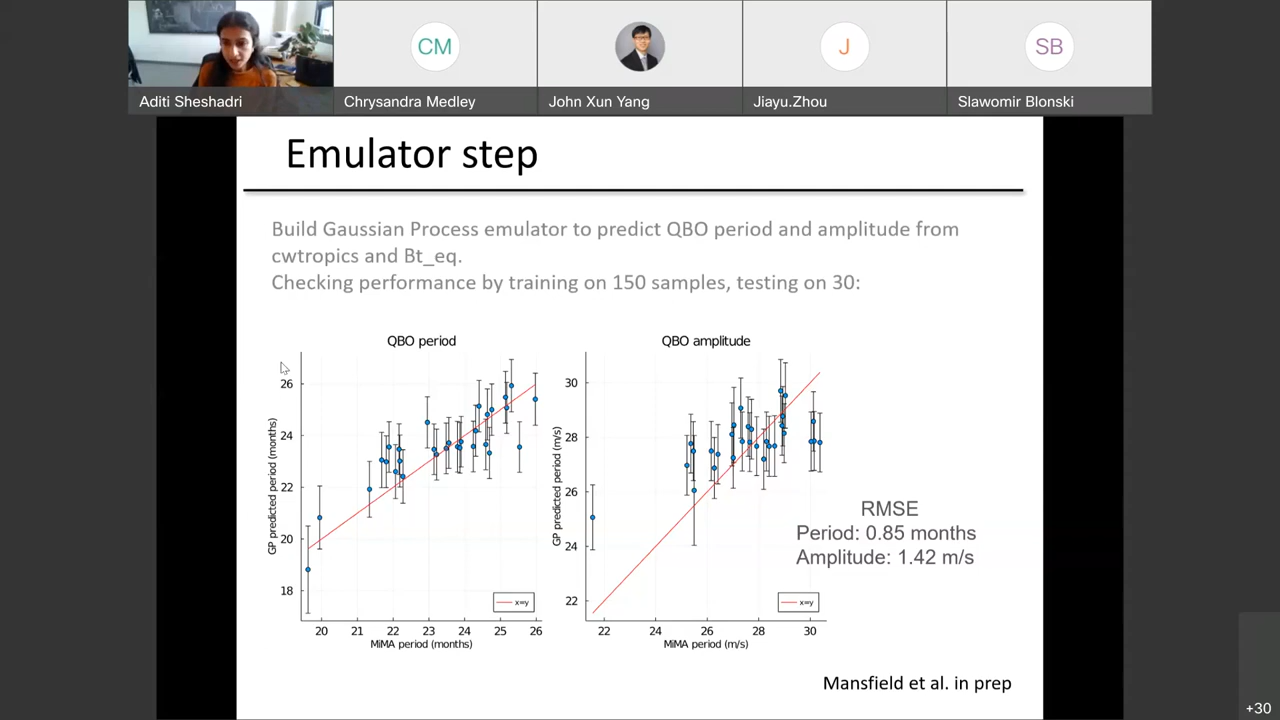 CM
J
SB
Aditi Sheshadri
Chrysandra Medley
John Xun Yang
Jiayu.Zhou
Slawomir Blonski
Emulator step
Build Gaussian Process emulator to predict QBO period and amplitude from
cwtropics and Bt_eq.
Checking performance by training on 150 samples, testing on 30:
QBO period
GP predicted period (months)
26
24
22
20
18
x=y
20 21 22 23 24 25 26
MiMA period (months)
QBO amplitude
GP predicted period (m/s)
30
28
26
24
22
x=y
22 24 26 28 30
MiMA period (m/s)
RMSE
Period: 0.85 months
Amplitude: 1.42 m/s
Mansfield et al. in prep
+30